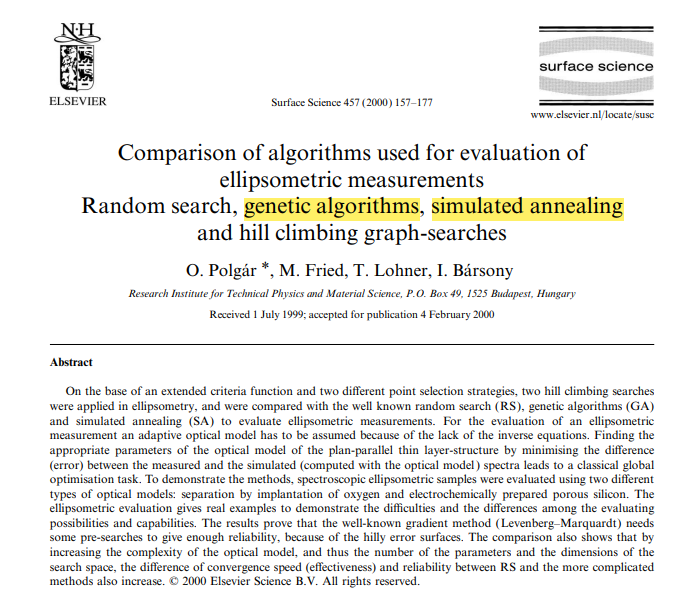 N·H
ELSEVIER
Surface Science 457 (2000) 157–177
surface science
www.elsevier.nl/locate/susc
Comparison of algorithms used for evaluation of
ellipsometric measurements
Random search, genetic algorithms, simulated annealing
and hill climbing graph-searches
O. Polgár *, M. Fried, T. Lohner, I. Bársony
Research Institute for Technical Physics and Material Science, P.O. Box 49, 1525 Budapest, Hungary
Received 1 July 1999; accepted for publication 4 February 2000
Abstract
On the base of an extended criteria function and two different point selection strategies, two hill climbing searches
were applied in ellipsometry, and were compared with the well known random search (RS), genetic algorithms (GA)
and simulated annealing (SA) to evaluate ellipsometric measurements. For the evaluation of an ellipsometric
measurement an adaptive optical model has to be assumed because of the lack of the inverse equations. Finding the
appropriate parameters of the optical model of the plan-parallel thin layer-structure by minimising the difference
(error) between the measured and the simulated (computed with the optical model) spectra leads to a classical global
optimisation task. To demonstrate the methods, spectroscopic ellipsometric samples were evaluated using two different
types of optical models: separation by implantation of oxygen and electrochemically prepared porous silicon. The
ellipsometric evaluation gives real examples to demonstrate the difficulties and the differences among the evaluating
possibilities and capabilities. The results prove that the well-known gradient method (Levenberg–Marquardt) needs
some pre-searches to give enough reliability, because of the hilly error surfaces. The comparison also shows that by
increasing the complexity of the optical model, and thus the number of the parameters and the dimensions of the
search space, the difference of convergence speed (effectiveness) and reliability between RS and the more complicated
methods also increase. © 2000 Elsevier Science B.V. All rights reserved.